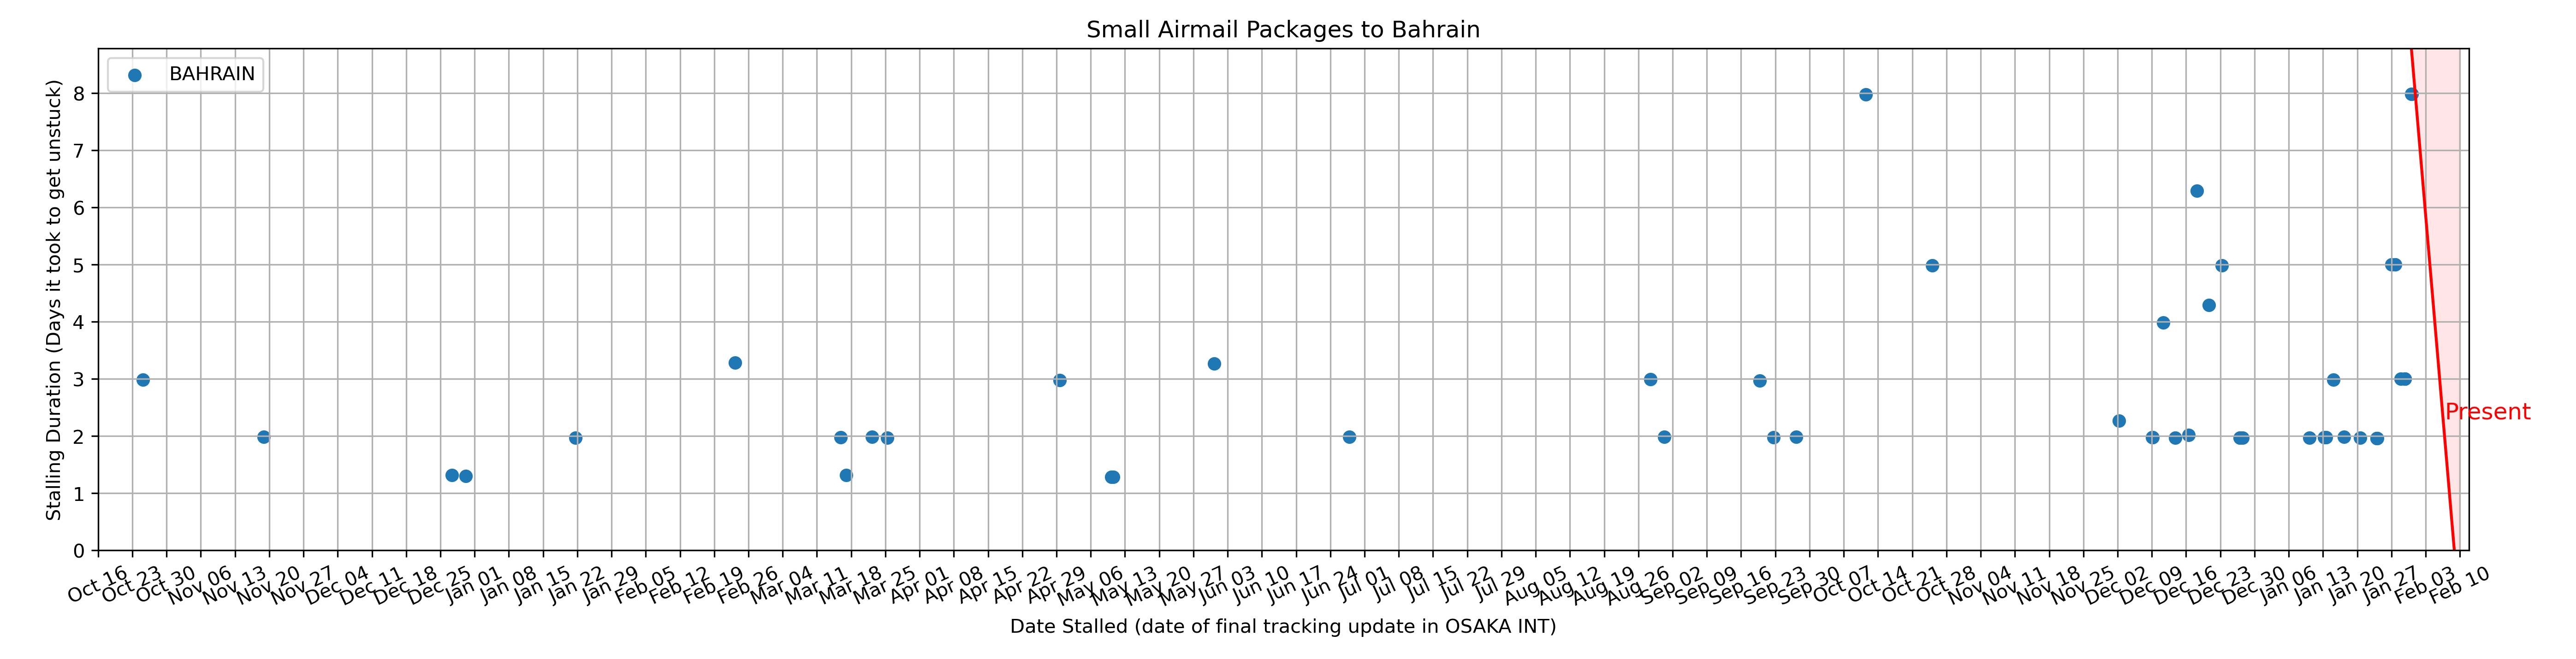 Small Airmail Packages to Bahrain
BAHRAIN
Stalling Duration (Days it took to get unstuck)
8
7
6
5
4
3
2
1
0
Present
Oct 16
Oct 23
Oct 30
Nov 06
Nov 13
Nov 20
Nov 27
Dec 04
Dec 11
Dec 18
Dec 25
Jan 01
Jan 08
Jan 15
Jan 22
Jan 29
Feb 05
Feb 12
Feb 19
Feb 26
Mar 04
Mar 11
Mar 18
Mar 25
Apr 01
Apr 08
Apr 15
Apr 22
Apr 29
May 06
May 13
May 20
May 27
Jun 03
Jun 10
Jun 17
Jun 24
Jul 01
Jul 08
Jul 15
Jul 22
Jul 29
Aug 05
Aug 12
Aug 19
Aug 26
Sep 02
Sep 09
Sep 16
Sep 23
Sep 30
Oct 07
Oct 14
Oct 21
Oct 28
Nov 04
Nov 11
Nov 18
Nov 25
Dec 02
Dec 09
Dec 16
Dec 23
Dec 30
Jan 06
Jan 13
Jan 20
Jan 27
Feb 03
Feb 10
Date Stalled (date of final tracking update in OSAKA INT)